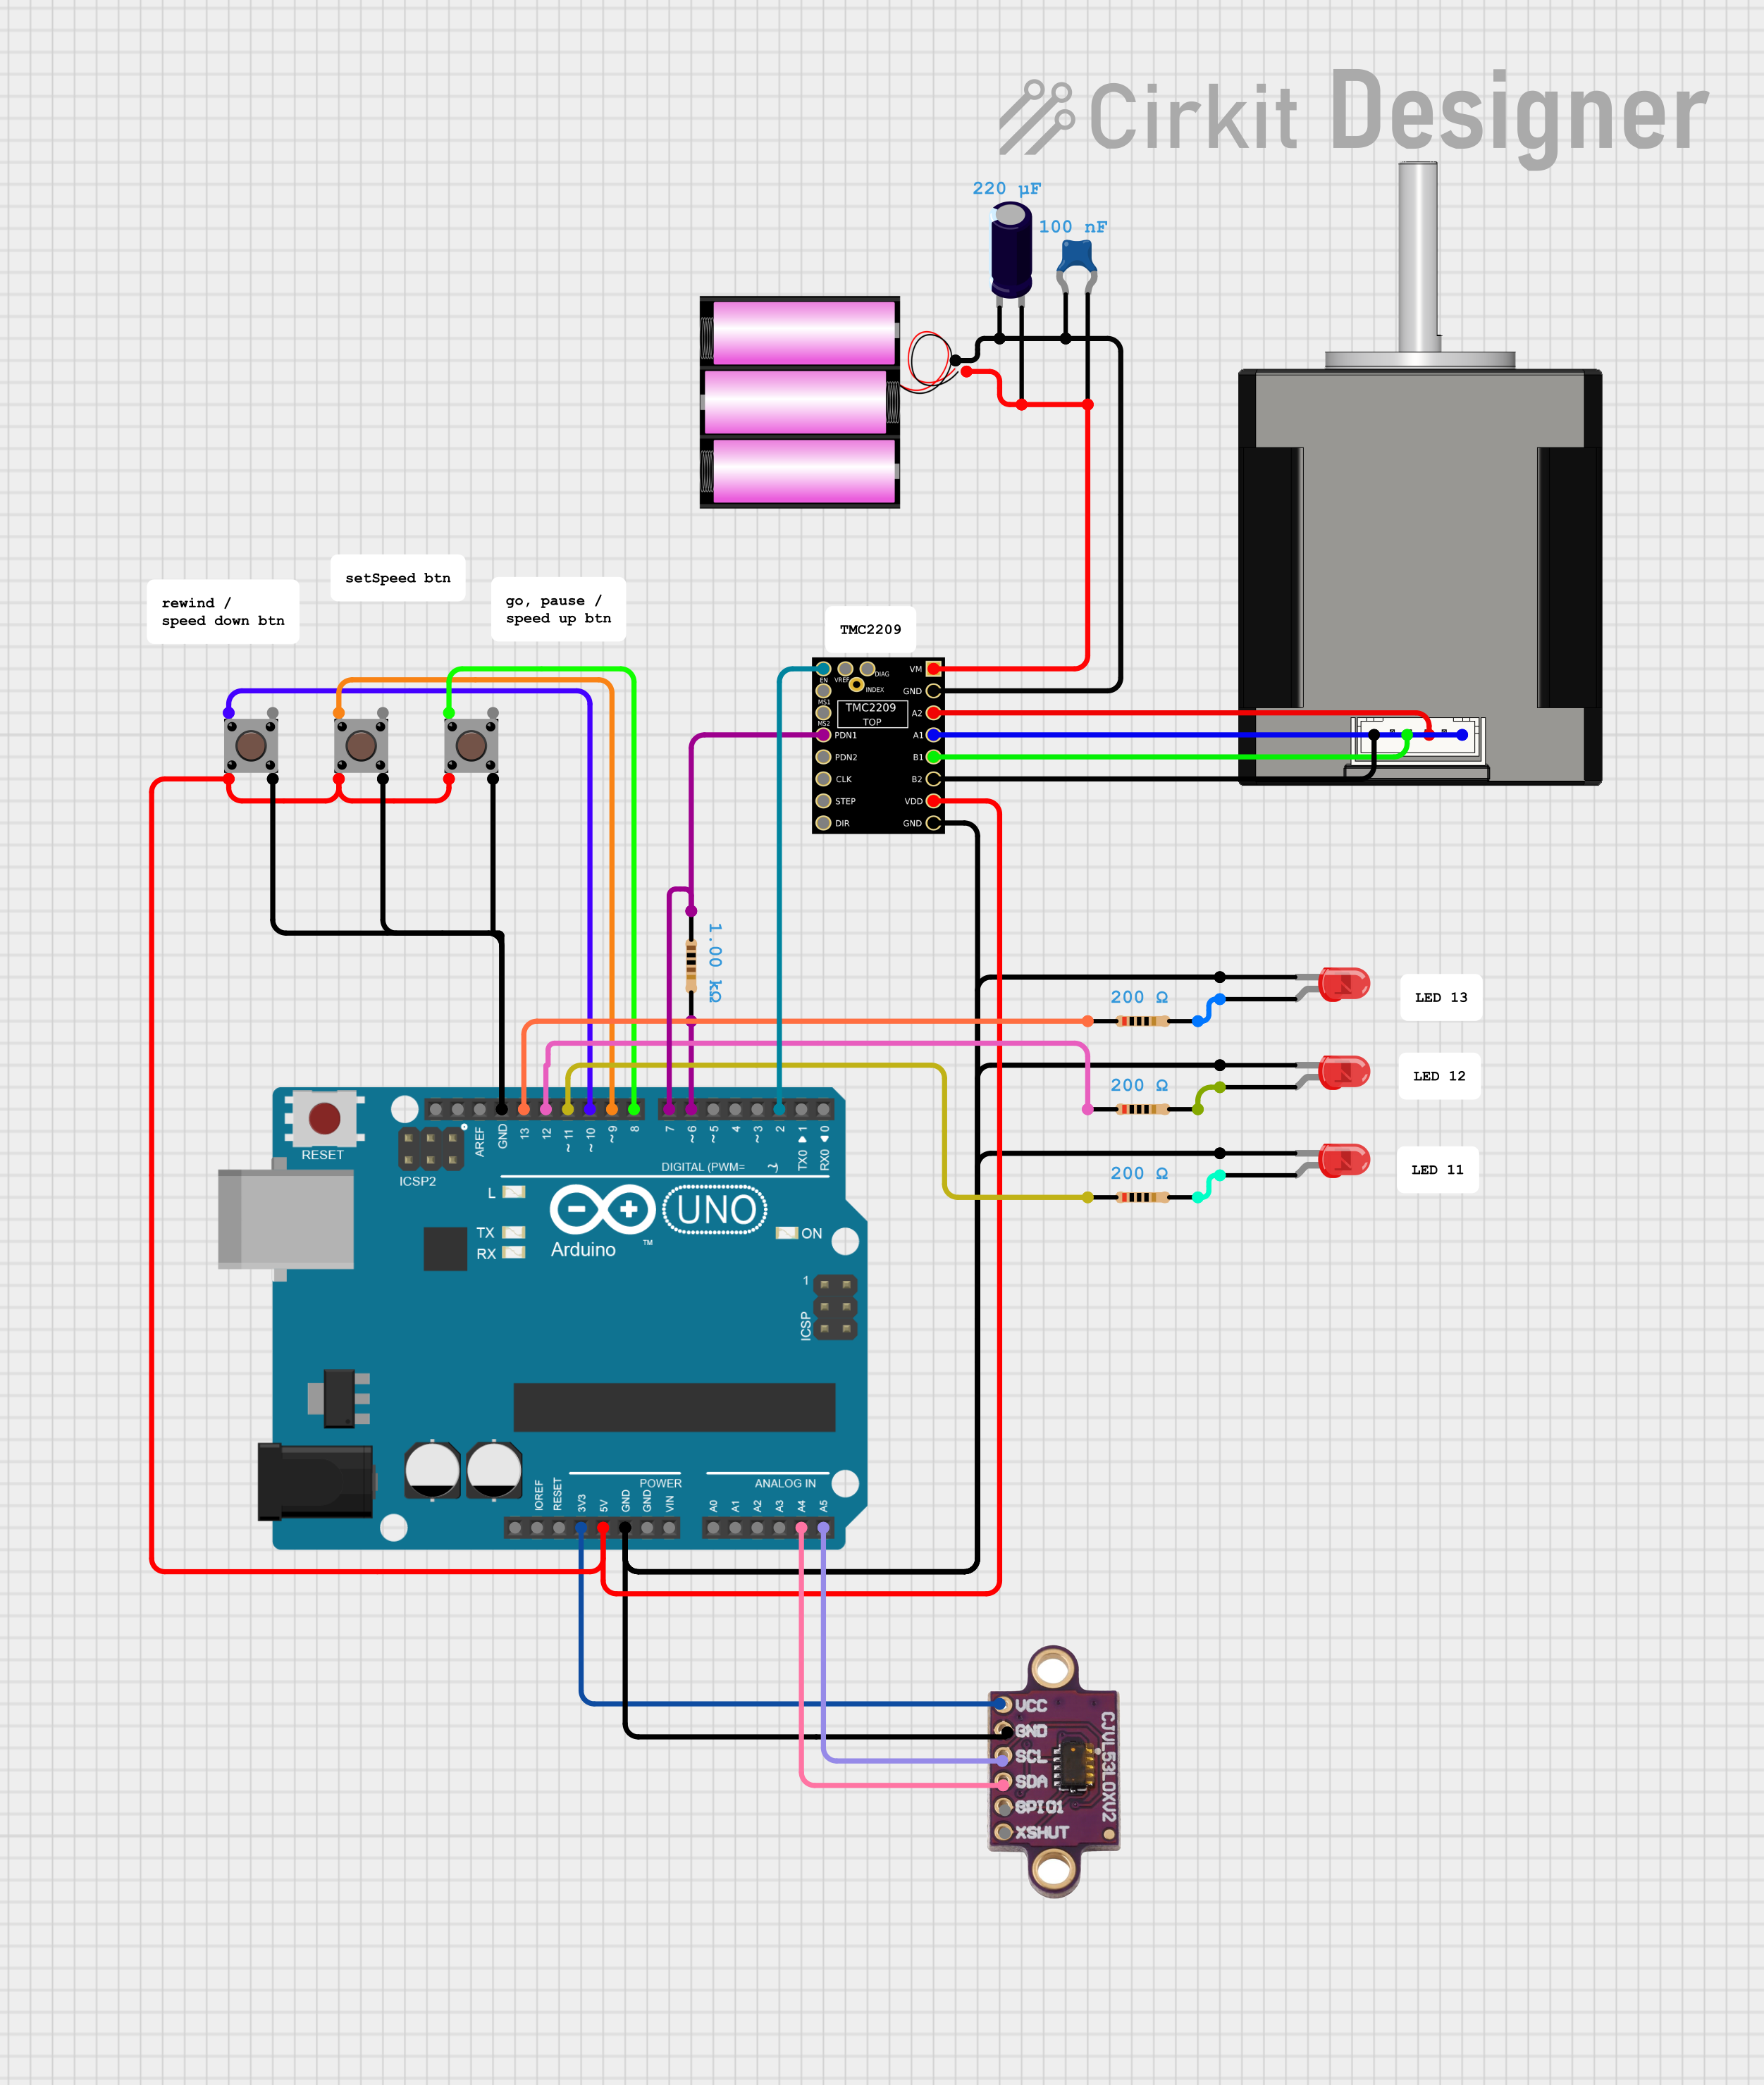 Cirkit Designer
220 µF
100 nF
rewind /
speed down btn
setSpeed btn
go, pause /
speed up btn
TMC2209
EN
VREF
DIAG
INDEX
MS1
MS2
PDN1
PDN2
CLK
STEP
DIR
TMC2209
TOP
VM
GND
A2
A1
B1
B2
VDD
GND
1.00 kΩ
200 Ω
LED 13
200 Ω
LED 12
200 Ω
LED 11
RESET
ICSP2
AREF
GND
13
12
~ 11
~ 10
~ 9
8
7
~ 6
~ 5
4
~ 3
2
TX0 ▶ 1
RX0 ◀ 0
DIGITAL (PWM= ~)
L
TX
RX
UNO
Arduino
TM
ON
1
ICSP
IOREF
RESET
3V3
5V
GND
GND
VIN
POWER
ANALOG IN
A0
A1
A2
A3
A4
A5
VCC
GND
SCL
SDA
GPIO1
XSHUT
CJVL53L0XV2